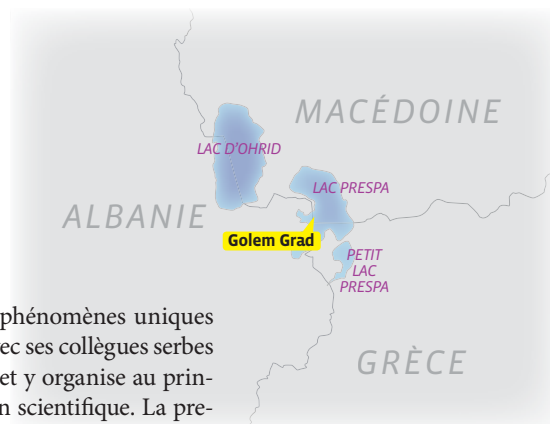 MACÉDOINE
LAC D'OHRID
LAC PRESPA
ALBANIE
Golem Grad
PETIT
LAC
PRESPA
GRÈCE
phénomènes uniques
ses collègues serbes
et y organise au prin-
scientifique. La pre-